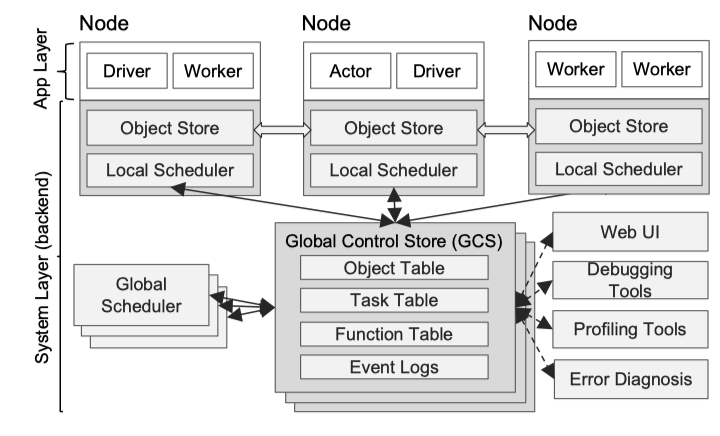 Node
Node
Node
App Layer
Driver
Worker
Actor
Driver
Worker
Worker
Object Store
Object Store
Object Store
Local Scheduler
Local Scheduler
Local Scheduler
System Layer (backend)
Global Control Store (GCS)
Object Table
Task Table
Function Table
Event Logs
Global
Scheduler
Web UI
Debugging
Tools
Profiling Tools
Error Diagnosis